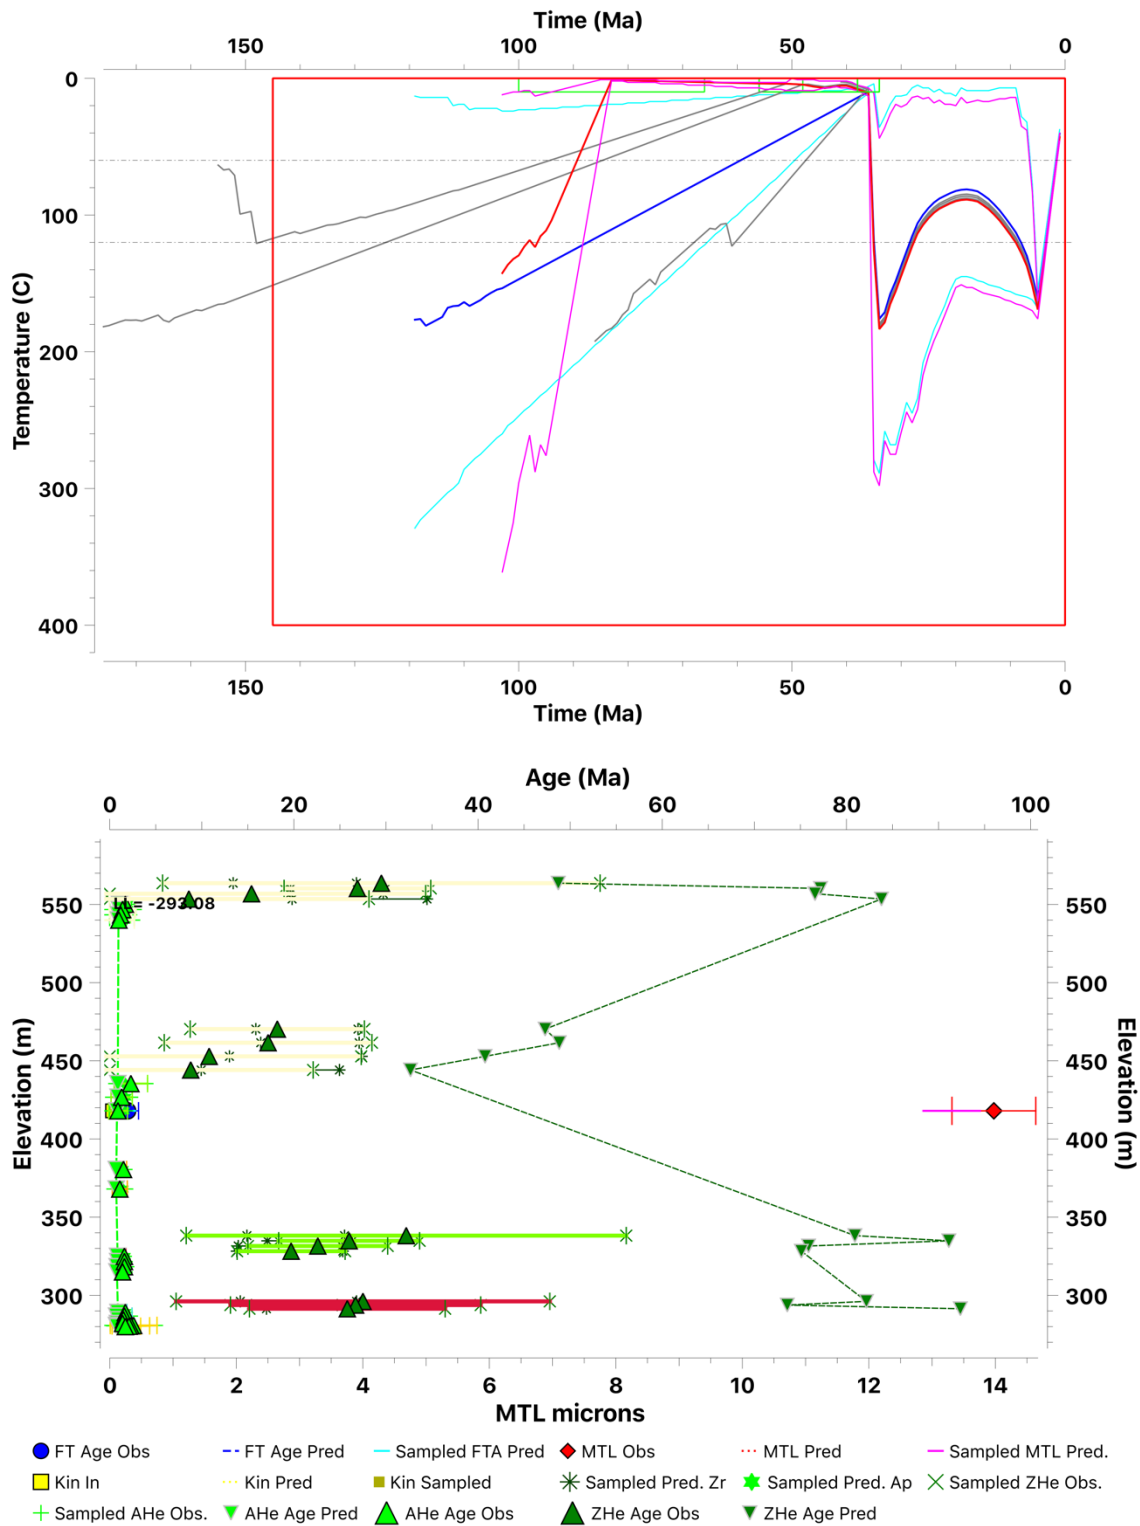 Time (Ma)
150 100 50 0
0
100
200
300
400
Temperature (C)
150 100 50 0
Time (Ma)
Age (Ma)
0 20 40 60 80 100
550 550
LL= -293.08
500 500
450 450
400 400
350 350
300 300
Elevation (m)
Elevation (m)
0 2 4 6 8 10 12 14
MTL microns
FT Age Obs FT Age Pred Sampled FTA Pred MTL Obs MTL Pred Sampled MTL Pred.
Kin In Kin Pred Kin Sampled Sampled Pred. Zr Sampled Pred. Ap Sampled ZHe Obs.
Sampled AHe Obs. AHe Age Pred AHe Age Obs ZHe Age Obs ZHe Age Pred